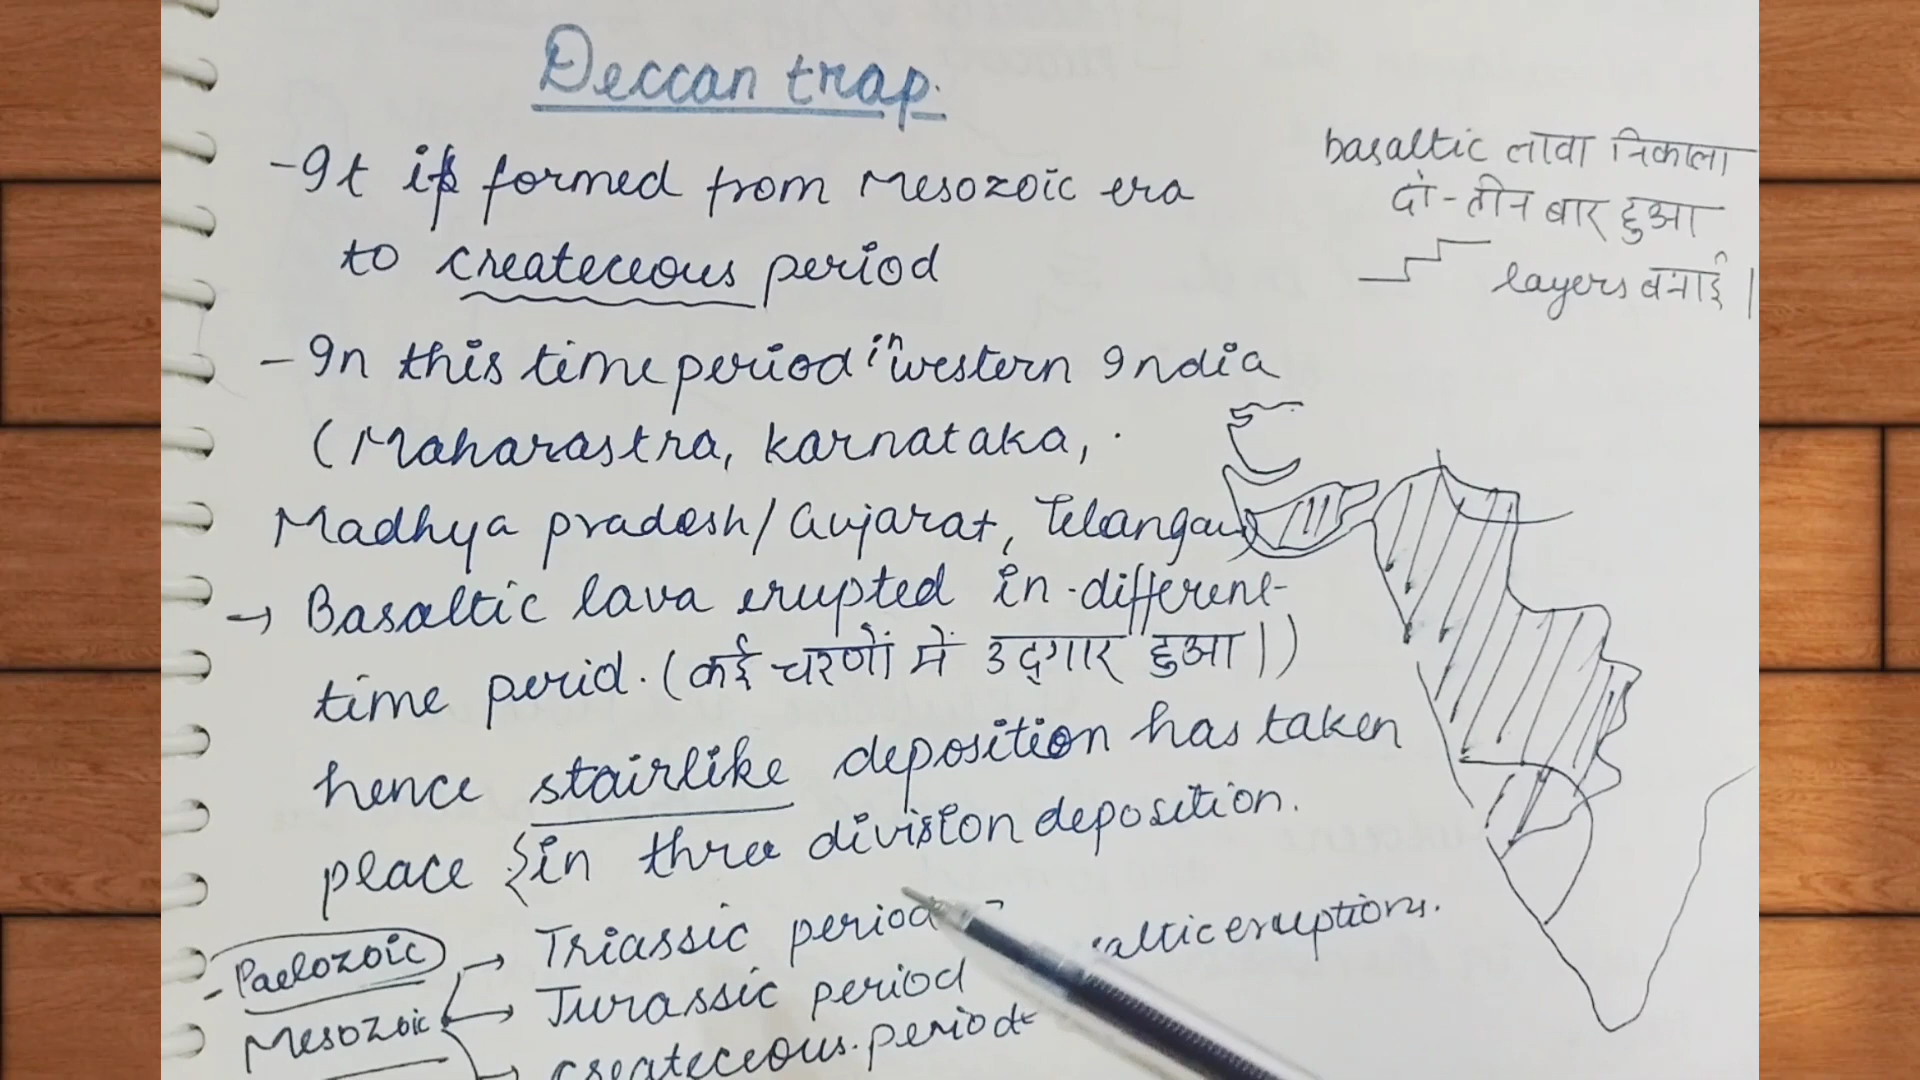 Deccan trap.
basaltic लावा निकाला
दो-तीन बार हुआ
layers बनाई |
- It is formed from Mesozoic era
to createceous period
- In this time period in western India
(Maharastra, Karnataka,
Madhya pradesh/Gujarat, Telangau)
→ Basaltic lava erupted in different
time perid. (कई चरणों में उद्गार हुआ |)
hence stairlike deposition has taken
place {in three division deposition.
- Paelozoic
Mesozoic
→ Triassic period
→ Jurassic period
→ createceous. period
eruptions.